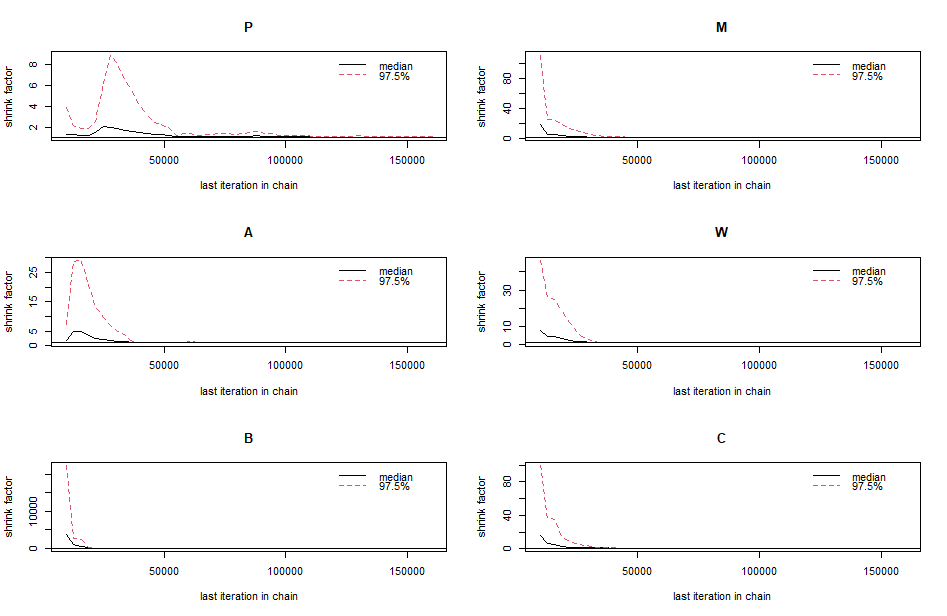 P
shrink factor
8
6
4
2
median
97.5%
50000
100000
150000
last iteration in chain
M
shrink factor
80
40
0
median
97.5%
50000
100000
150000
last iteration in chain
A
shrink factor
25
15
5
0
median
97.5%
50000
100000
150000
last iteration in chain
W
shrink factor
30
10
0
median
97.5%
50000
100000
150000
last iteration in chain
B
shrink factor
10000
0
median
97.5%
50000
100000
150000
last iteration in chain
C
shrink factor
80
40
0
median
97.5%
50000
100000
150000
last iteration in chain